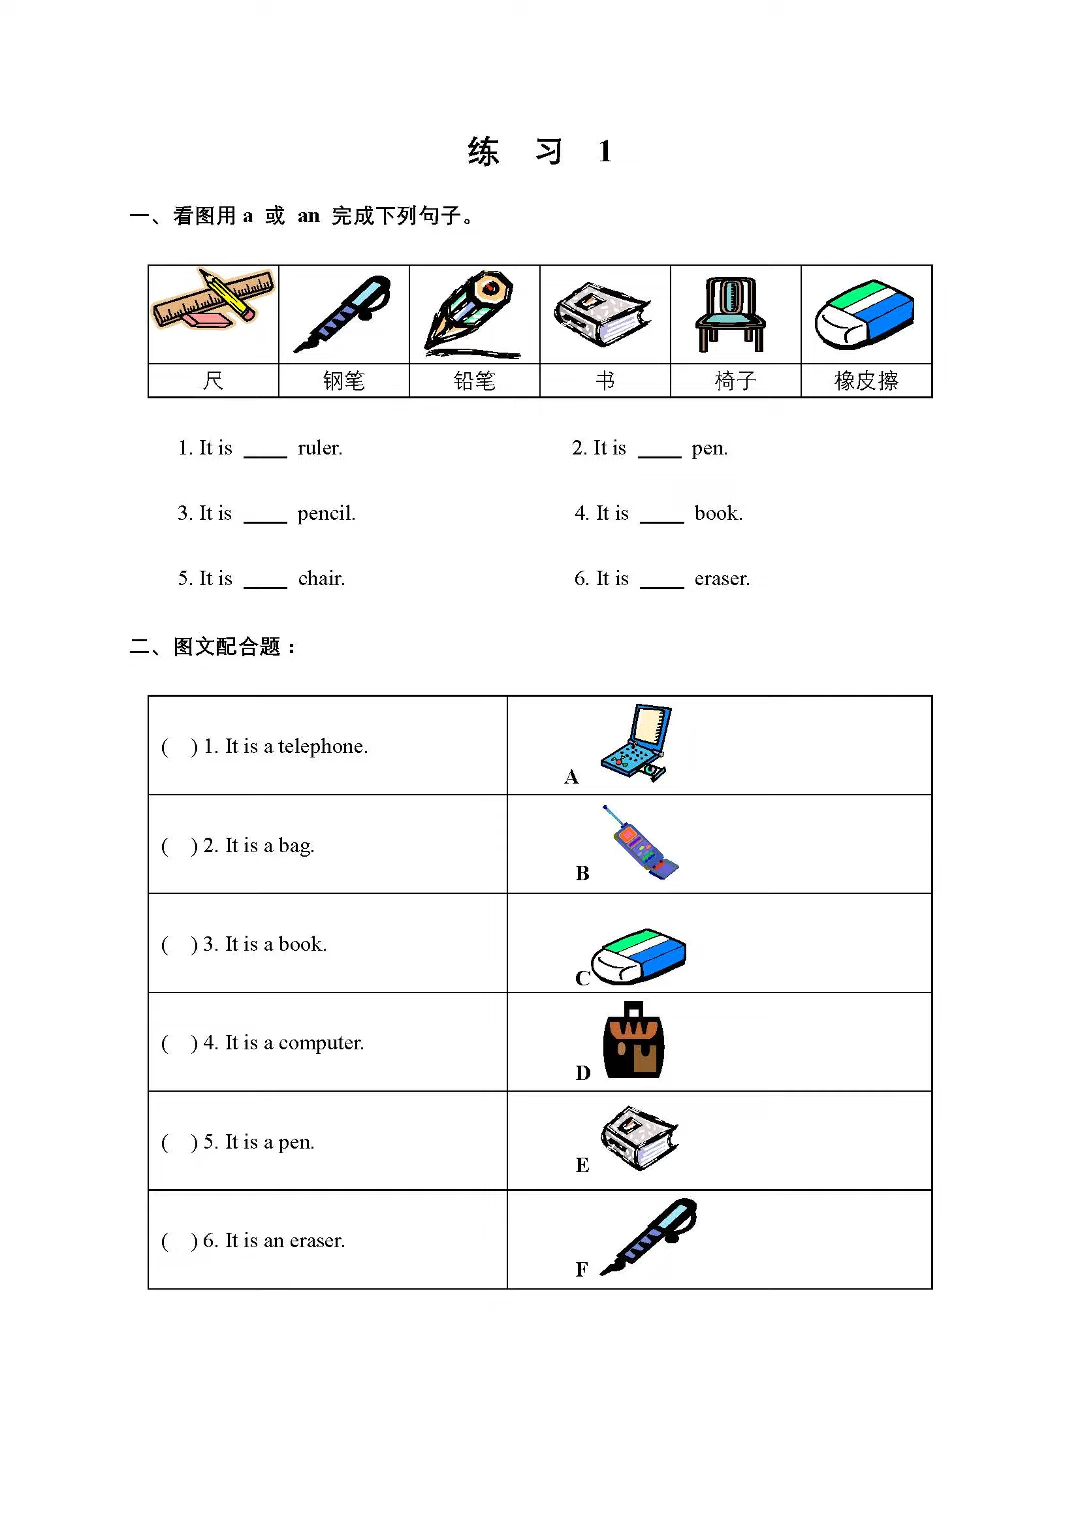 练 习 1
一、看图用 a 或 an 完成下列句子。
尺 钢笔 铅笔 书 椅子 橡皮擦
1. It is ____ ruler. 2. It is ____ pen.
3. It is ____ pencil. 4. It is ____ book.
5. It is ____ chair. 6. It is ____ eraser.
二、图文配合题：
( ) 1. It is a telephone. A
( ) 2. It is a bag. B
( ) 3. It is a book. C
( ) 4. It is a computer. D
( ) 5. It is a pen. E
( ) 6. It is an eraser. F